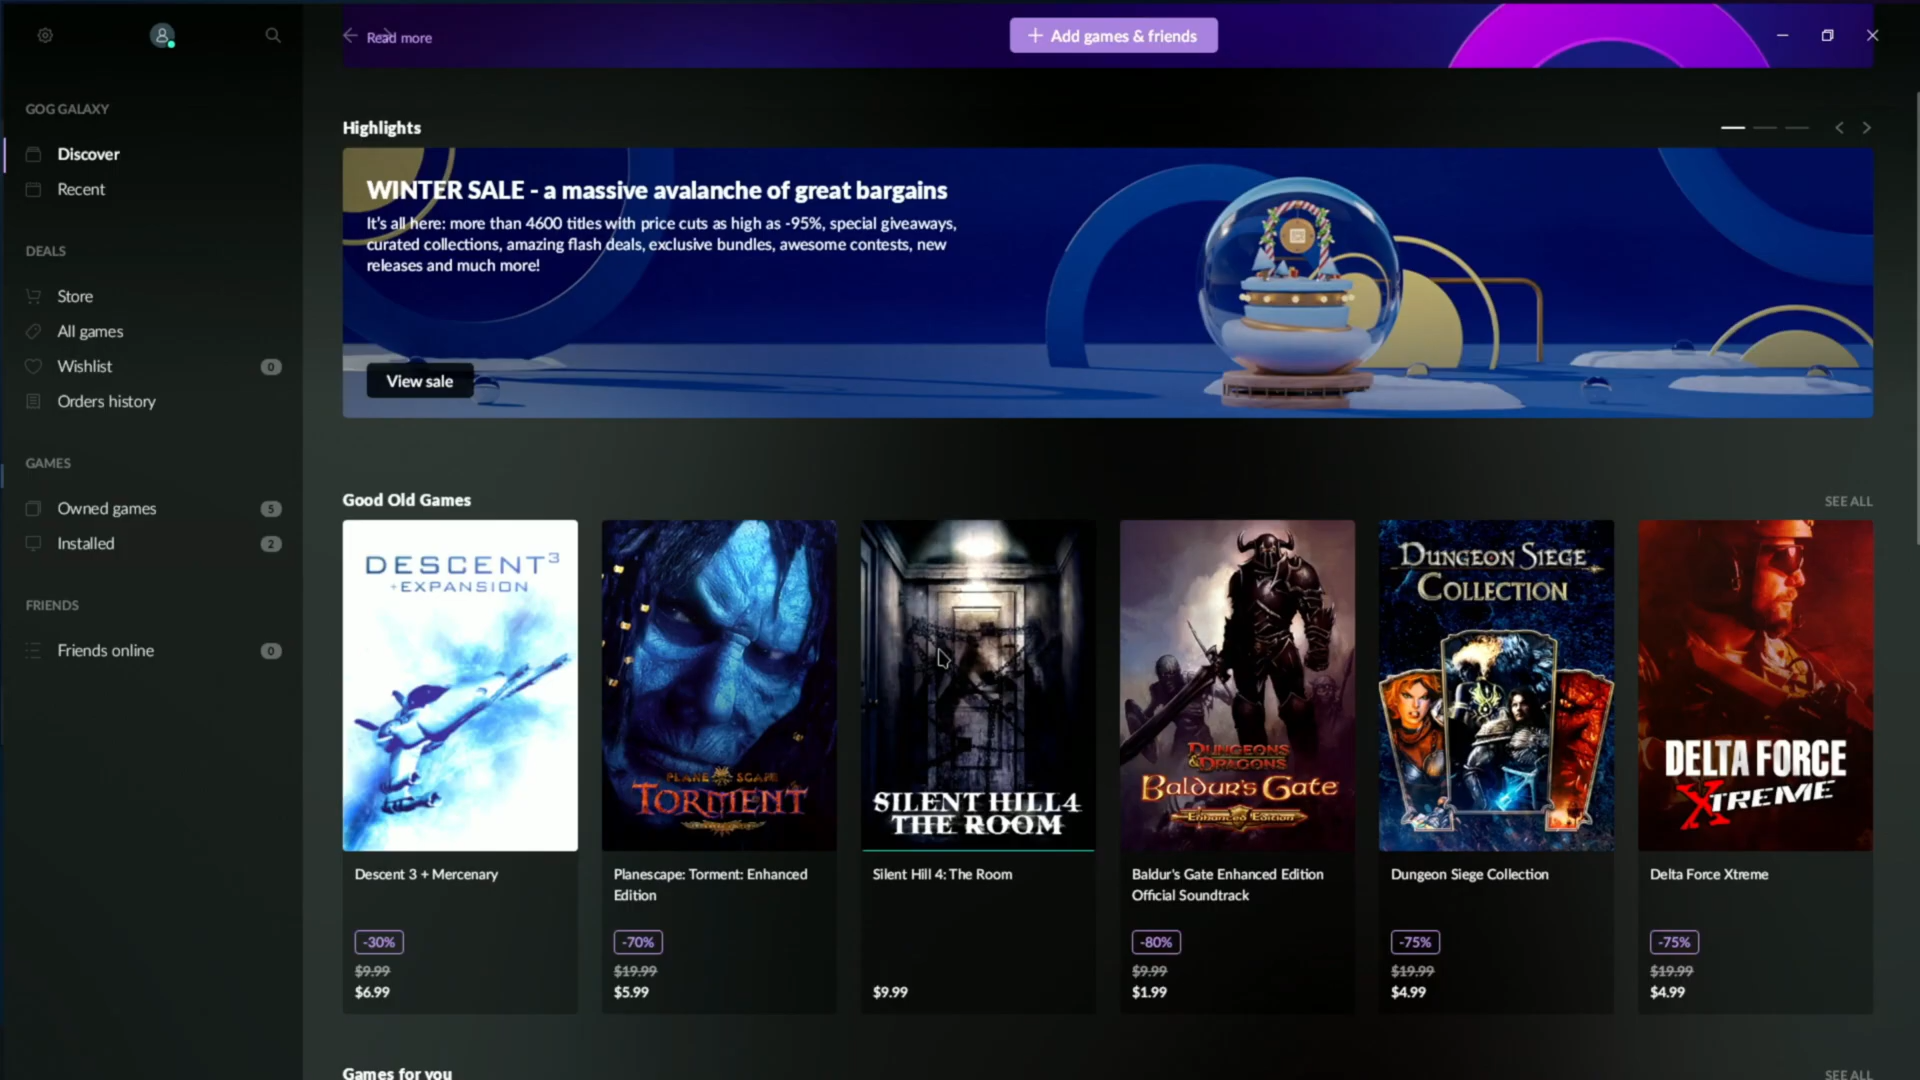 Read more
+ Add games & friends
GOG GALAXY
Discover
Recent
DEALS
Store
All games
Wishlist 0
Orders history
GAMES
Owned games 5
Installed 2
FRIENDS
Friends online 0
Highlights
WINTER SALE - a massive avalanche of great bargains
It's all here: more than 4600 titles with price cuts as high as -95%, special giveaways,
curated collections, amazing flash deals, exclusive bundles, awesome contests, new
releases and much more!
View sale
Good Old Games
SEE ALL
DESCENT³
+EXPANSION
Descent 3 + Mercenary
-30%
$9.99
$6.99
PLANESCAPE
TORMENT
Planescape: Torment: Enhanced
Edition
-70%
$19.99
$5.99
SILENT HILL 4
THE ROOM
Silent Hill 4: The Room
$9.99
DUNGEONS
& DRAGONS
Baldur's Gate
Enhanced Edition
Baldur's Gate Enhanced Edition
Official Soundtrack
-80%
$9.99
$1.99
DUNGEON SIEGE
COLLECTION
Dungeon Siege Collection
-75%
$19.99
$4.99
DELTA FORCE
XTREME
Delta Force Xtreme
-75%
$19.99
$4.99
Games for you
SEE ALL